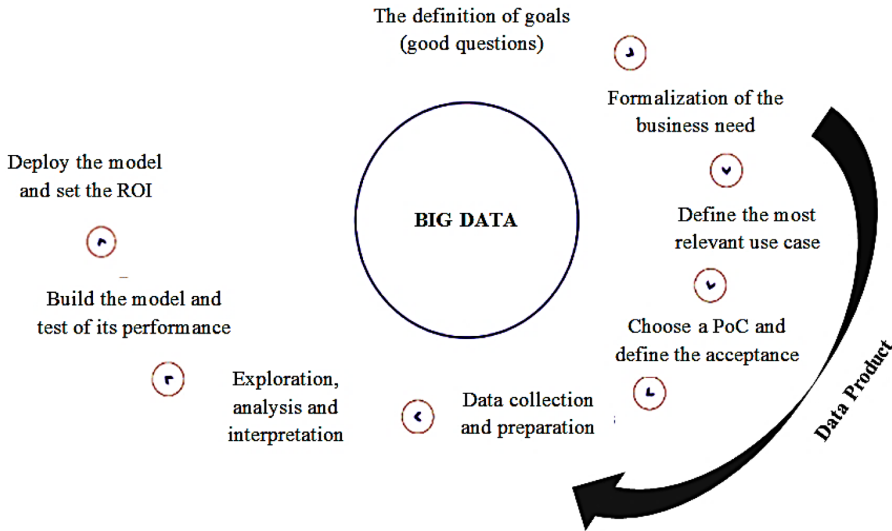 The definition of goals
(good questions)
Formalization of the
business need
Define the most
relevant use case
Choose a PoC and
define the acceptance
Data collection
and preparation
Exploration,
analysis and
interpretation
Build the model and
test of its performance
Deploy the model
and set the ROI
BIG DATA
Data Product